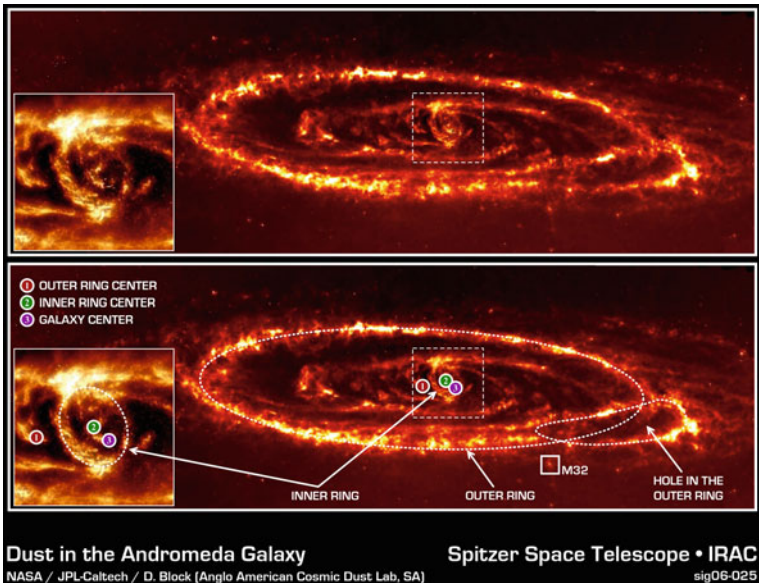 1 OUTER RING CENTER
2 INNER RING CENTER
3 GALAXY CENTER
1 2 3
2
1 3
INNER RING
OUTER RING
M32
HOLE IN THE
OUTER RING
Dust in the Andromeda Galaxy
NASA / JPL-Caltech / D. Block (Anglo American Cosmic Dust Lab, SA)
Spitzer Space Telescope • IRAC
sig06-025